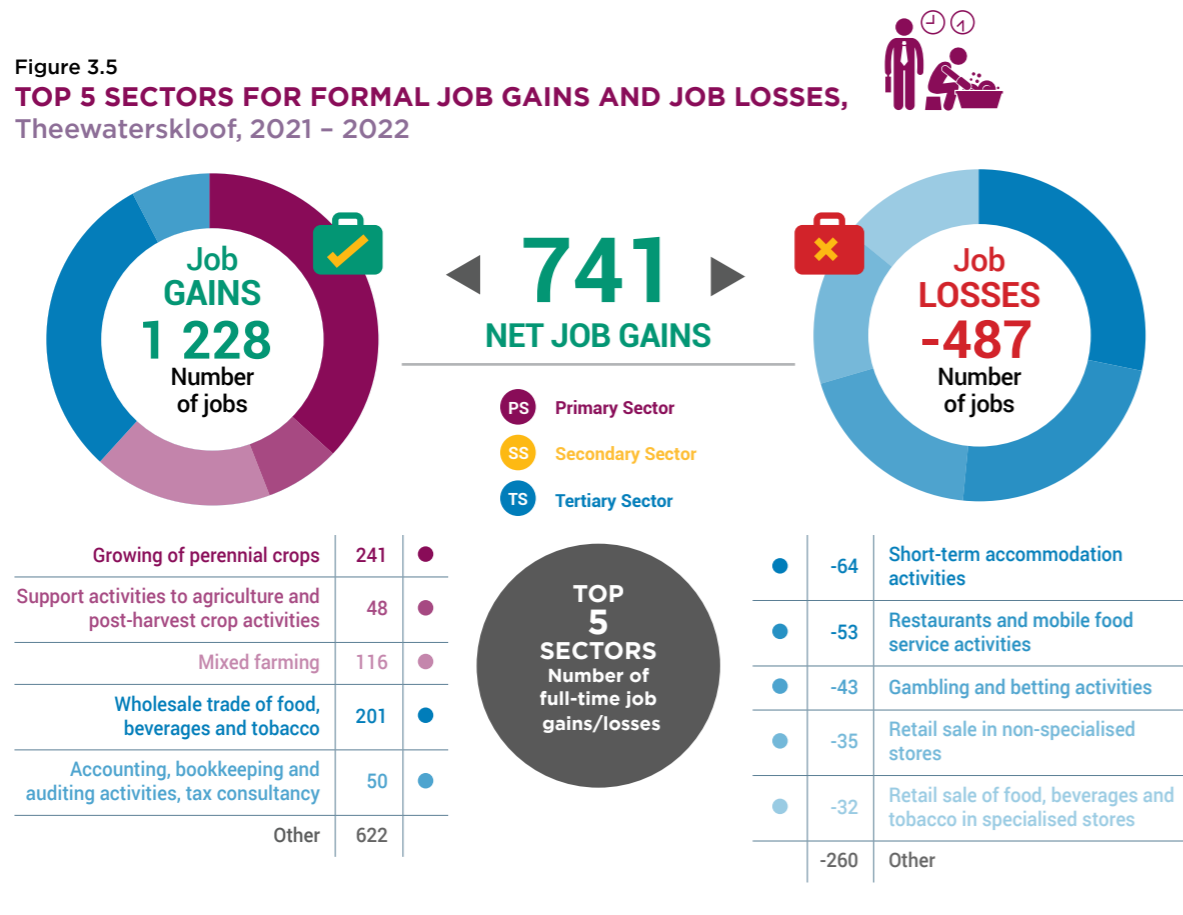 Figure 3.5
TOP 5 SECTORS FOR FORMAL JOB GAINS AND JOB LOSSES,
Theewaterskloof, 2021 – 2022
Job
GAINS
1 228
Number
of jobs
741
NET JOB GAINS
PS Primary Sector
SS Secondary Sector
TS Tertiary Sector
Job
LOSSES
-487
Number
of jobs
Growing of perennial crops 241
Support activities to agriculture and
post-harvest crop activities 48
Mixed farming 116
Wholesale trade of food,
beverages and tobacco 201
Accounting, bookkeeping and
auditing activities, tax consultancy 50
Other 622
TOP
5
SECTORS
Number of
full-time job
gains/losses
-64 Short-term accommodation
activities
-53 Restaurants and mobile food
service activities
-43 Gambling and betting activities
-35 Retail sale in non-specialised
stores
-32 Retail sale of food, beverages and
tobacco in specialised stores
-260 Other